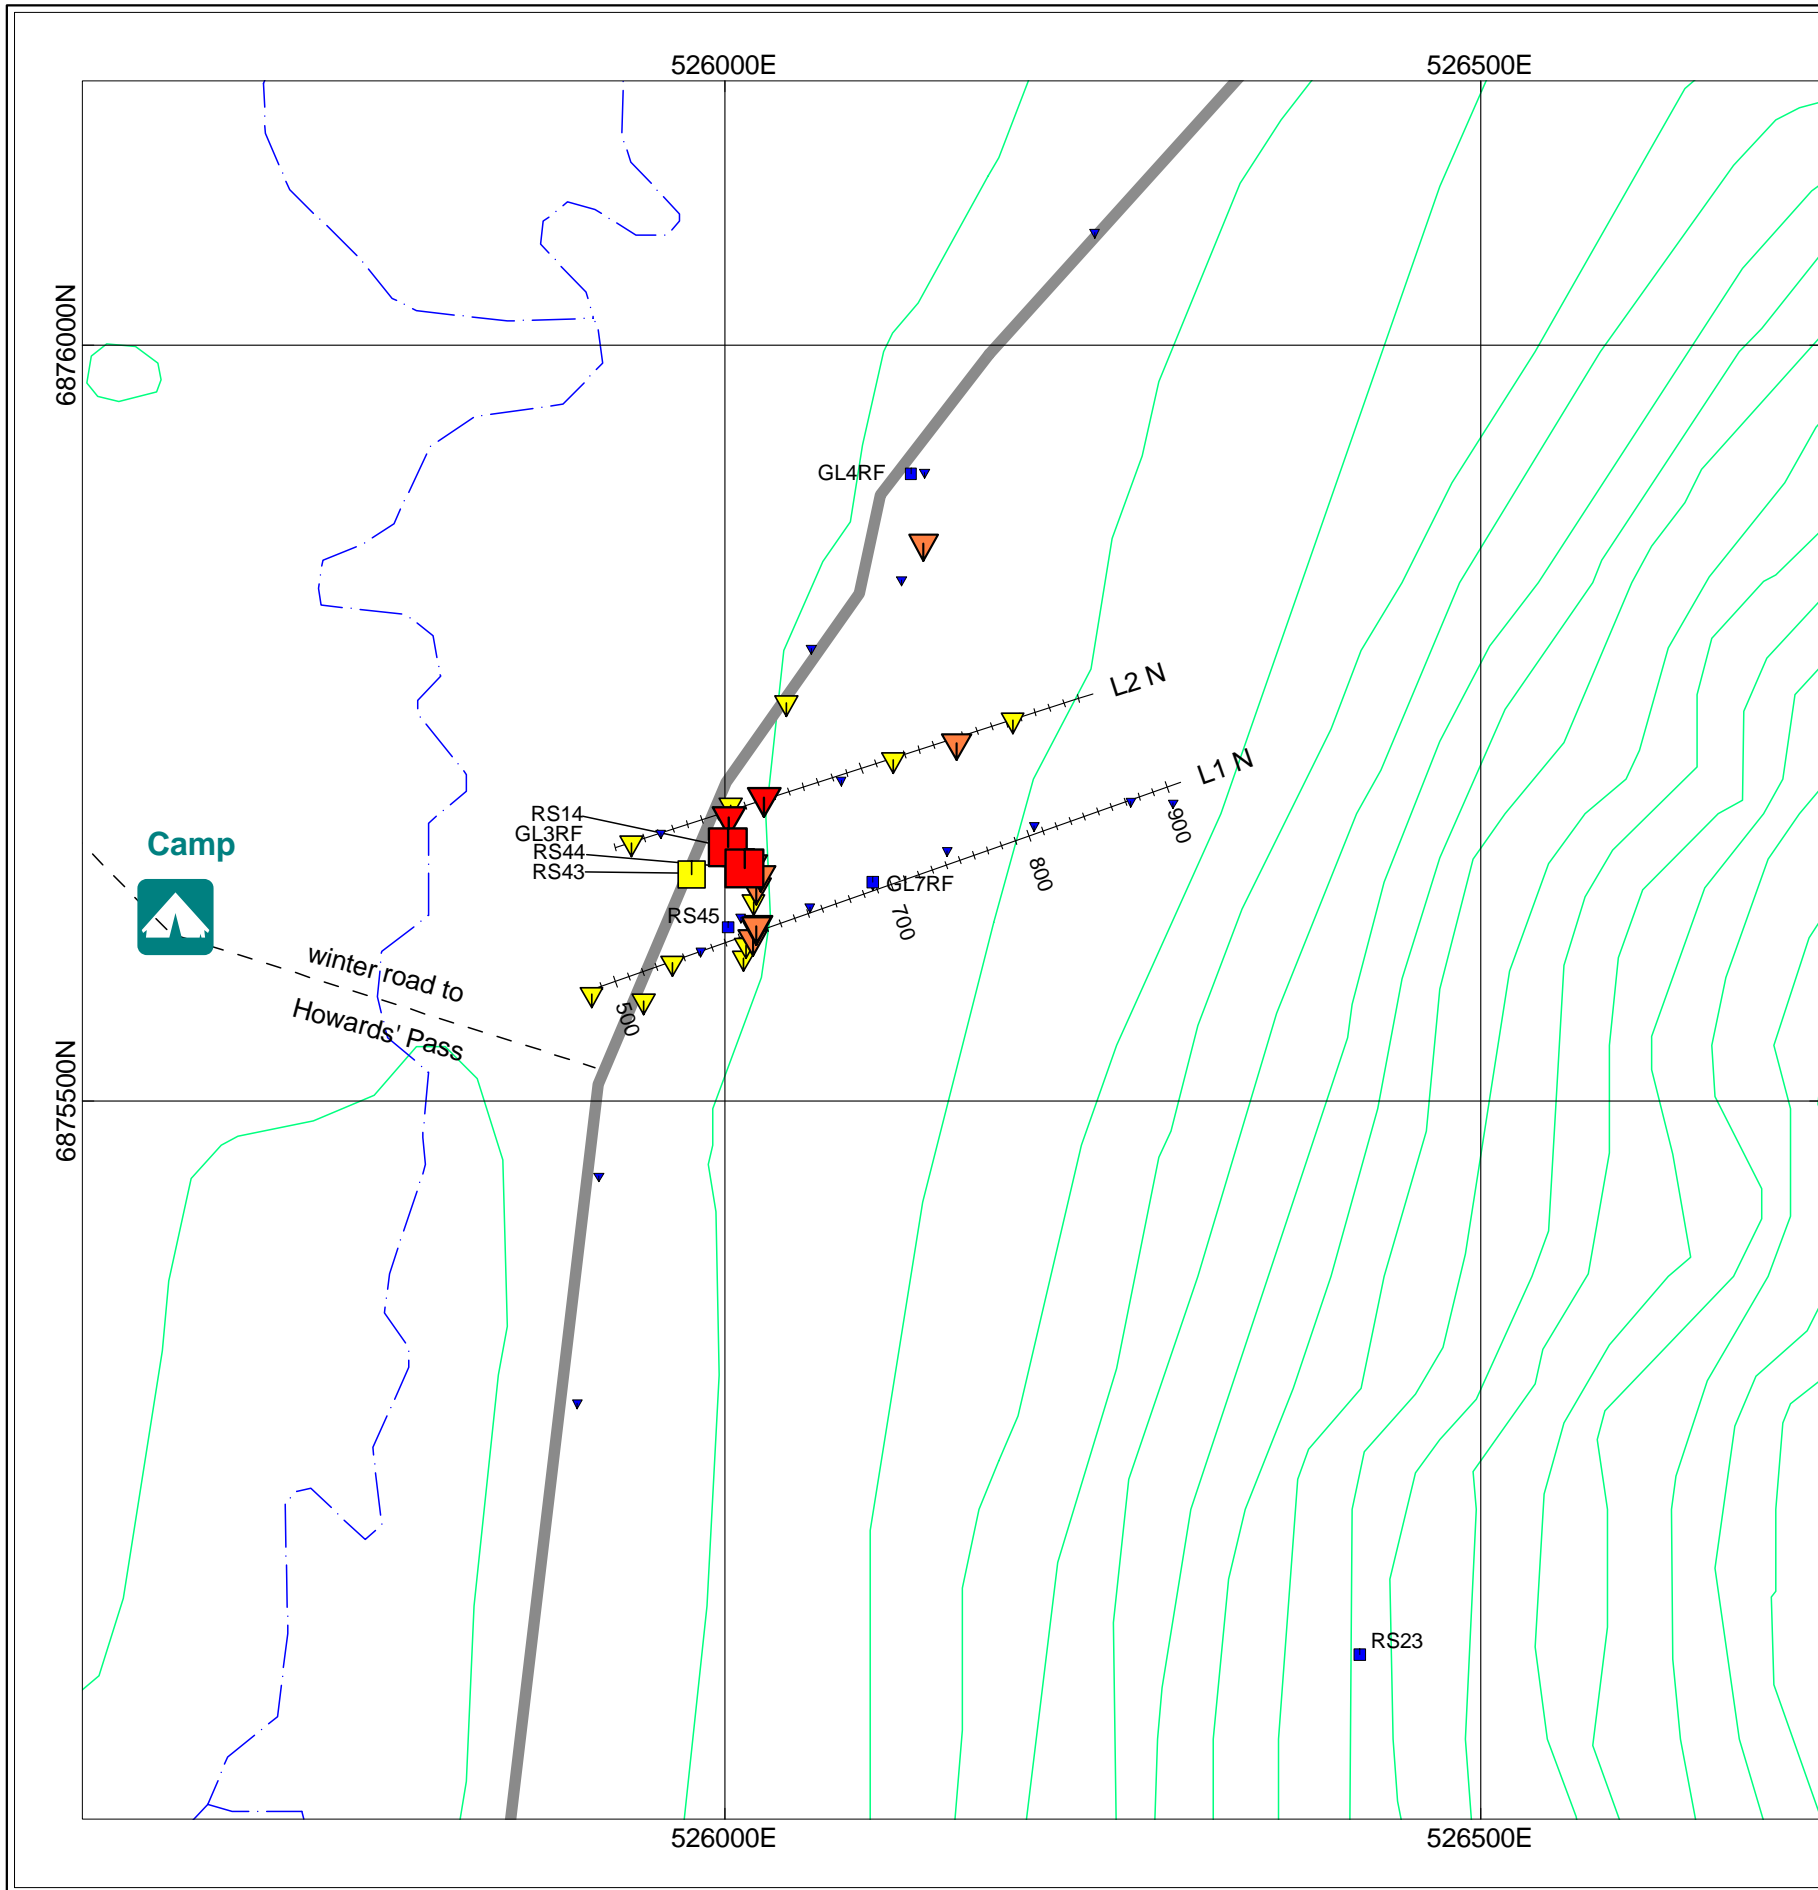 526000E
526500E
6876000N
GL4RF
L2 N
L1 N
RS14
GL3RF
RS44
RS43
Camp
900
800
GL7RF
700
RS45
winter road to
Howards' Pass
500
6875500N
RS23
526000E
526500E